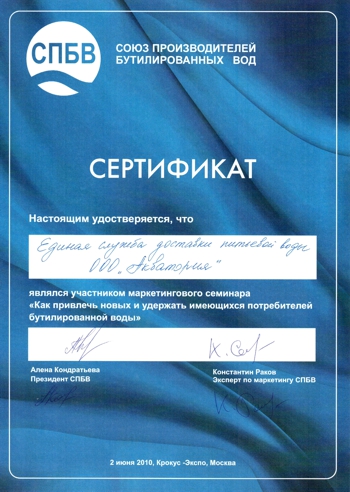 СПБВ
СОЮЗ ПРОИЗВОДИТЕЛЕЙ
БУТИЛИРОВАННЫХ ВОД
СЕРТИФИКАТ
Настоящим удостверяется, что
Единая служба доставки питьевой воды
ООО „Акватория"
являлся участником маркетингового семинара
«Как привлечь новых и удержать имеющихся потребителей
бутилированной воды»
Алена Кондратьева
Президент СПБВ
Константин Раков
Эксперт по маркетингу СПБВ
2 июня 2010, Крокус -Экспо, Москва